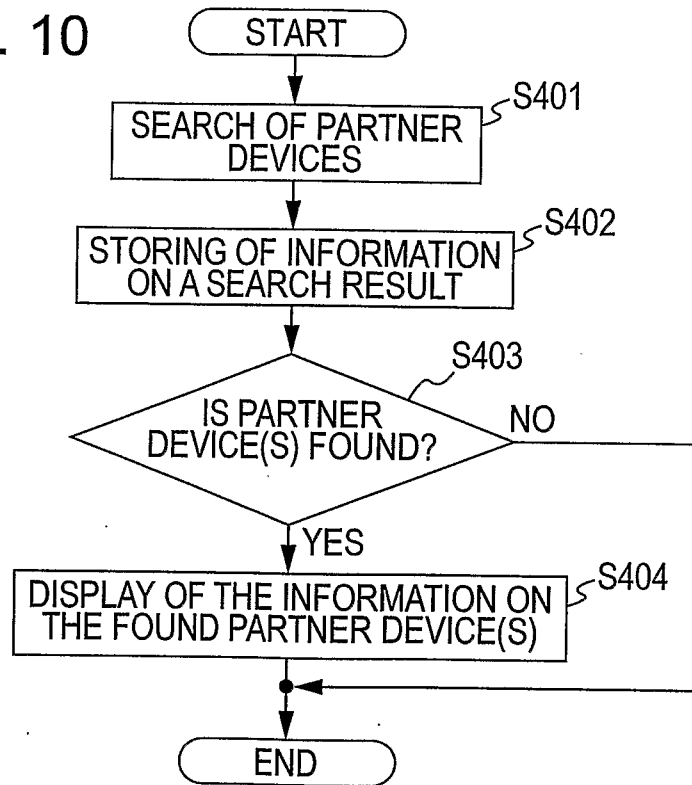 . 10
START
S401
SEARCH OF PARTNER
DEVICES
S402
STORING OF INFORMATION
ON A SEARCH RESULT
S403
IS PARTNER
DEVICE(S) FOUND?
NO
YES
S404
DISPLAY OF THE INFORMATION ON
THE FOUND PARTNER DEVICE(S)
END